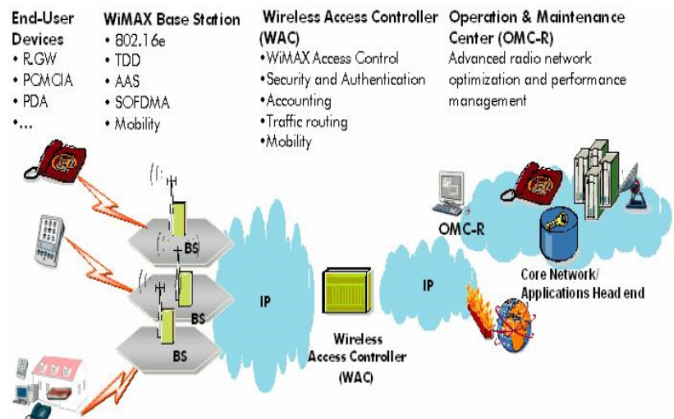 End-User
Devices
• RGW
• PCMCIA
• PDA
•...
WiMAX Base Station
• 802.16e
• TDD
• AAS
• SOFDMA
• Mobility
Wireless Access Controller
(WAC)
•WiMAX Access Control
•Security and Authentication
•Accounting
•Traffic routing
•Mobility
Operation & Maintenance
Center (OMC-R)
Advanced radio network
optimization and performance
management
BS
BS
BS
IP
Wireless
Access Controller
(WAC)
IP
OMC-R
Core Network/
Applications Head end